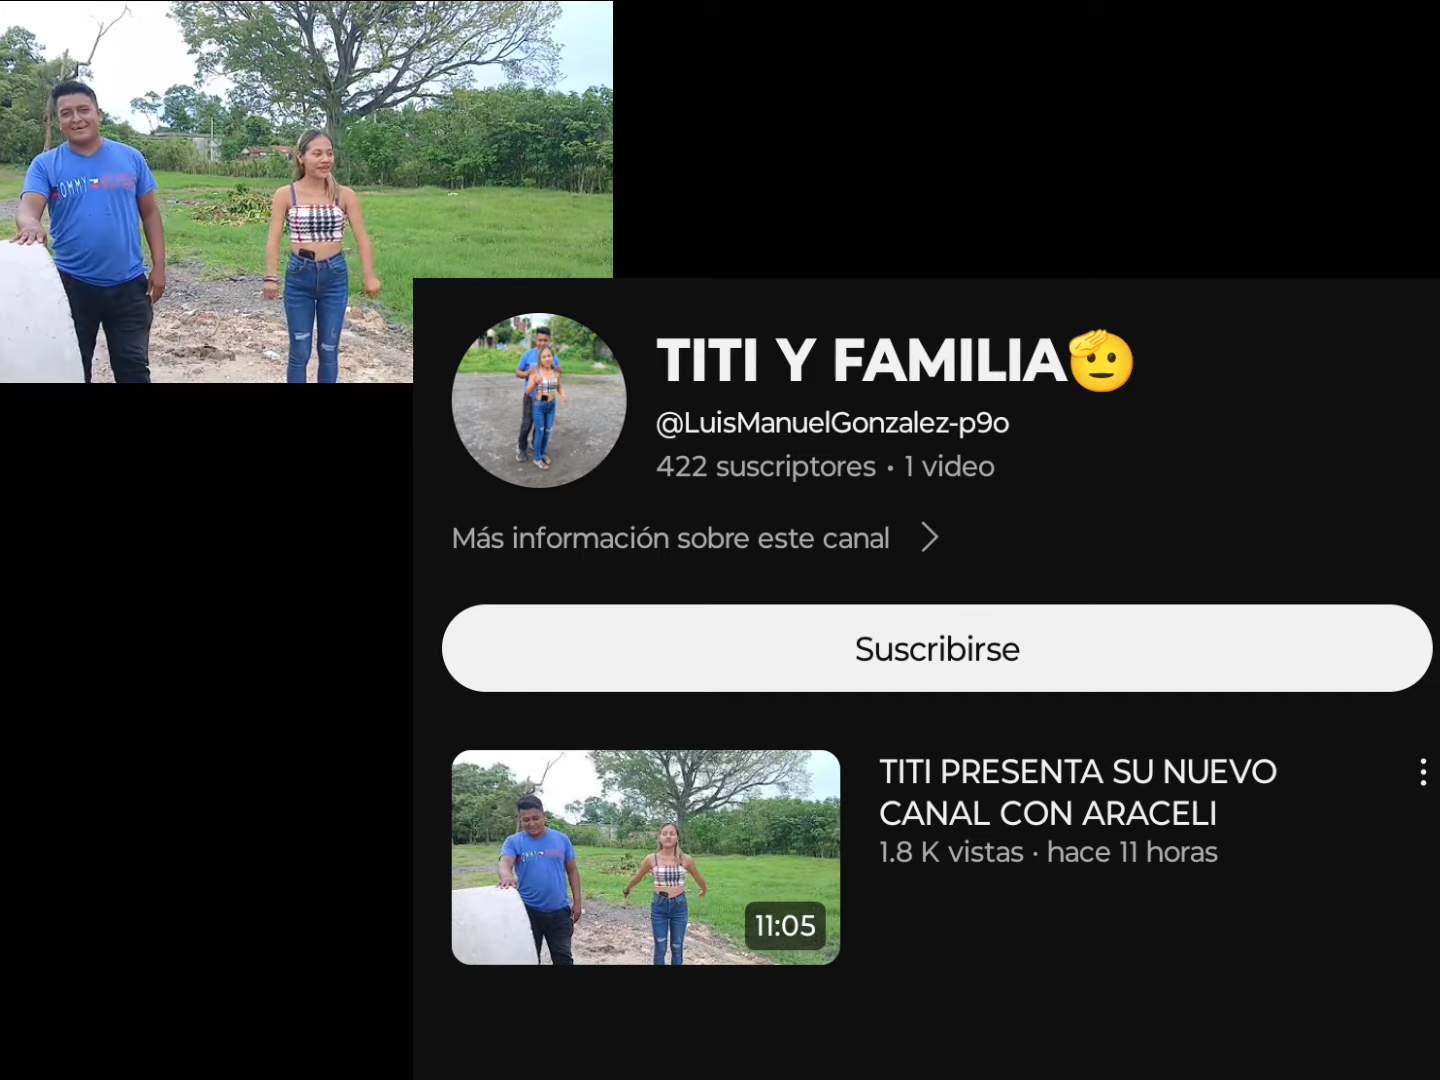 OMMY
TITI Y FAMILIA🫡
@LuisManuelGonzalez-p9o
422 suscriptores • 1 video
Más información sobre este canal
Suscribirse
TITI PRESENTA SU NUEVO
CANAL CON ARACELI
1.8 K vistas · hace 11 horas
11:05